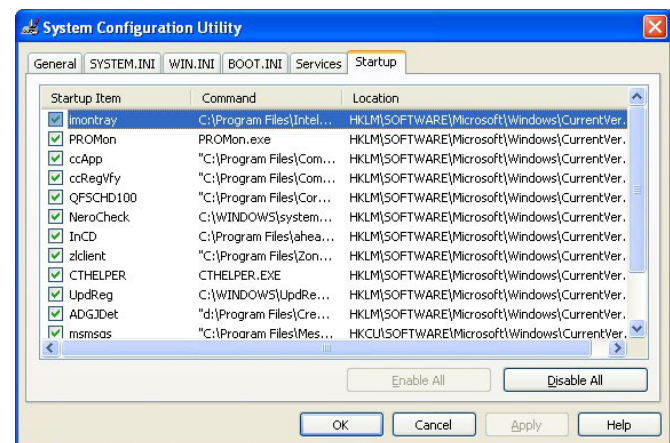 System Configuration Utility
General SYSTEM.INI WIN.INI BOOT.INI Services Startup
Startup Item Command Location
imontray C:\Program Files\Intel... HKLM\SOFTWARE\Microsoft\Windows\CurrentVer.
PROMon PROMon.exe HKLM\SOFTWARE\Microsoft\Windows\CurrentVer.
ccApp "C:\Program Files\Com... HKLM\SOFTWARE\Microsoft\Windows\CurrentVer.
ccRegVfy "C:\Program Files\Com... HKLM\SOFTWARE\Microsoft\Windows\CurrentVer.
QFSCHD100 "C:\Program Files\Cor... HKLM\SOFTWARE\Microsoft\Windows\CurrentVer.
NeroCheck C:\WINDOWS\system... HKLM\SOFTWARE\Microsoft\Windows\CurrentVer.
InCD C:\Program Files\ahea... HKLM\SOFTWARE\Microsoft\Windows\CurrentVer.
zlclient "C:\Program Files\Zon... HKLM\SOFTWARE\Microsoft\Windows\CurrentVer.
CTHELPER CTHELPER.EXE HKLM\SOFTWARE\Microsoft\Windows\CurrentVer.
UpdReg C:\WINDOWS\UpdRe... HKLM\SOFTWARE\Microsoft\Windows\CurrentVer.
ADGJDet "d:\Program Files\Cre... HKLM\SOFTWARE\Microsoft\Windows\CurrentVer.
msmsgs "C:\Program Files\Mes... HKCU\SOFTWARE\Microsoft\Windows\CurrentVer.
Enable All Disable All
OK Cancel Apply Help